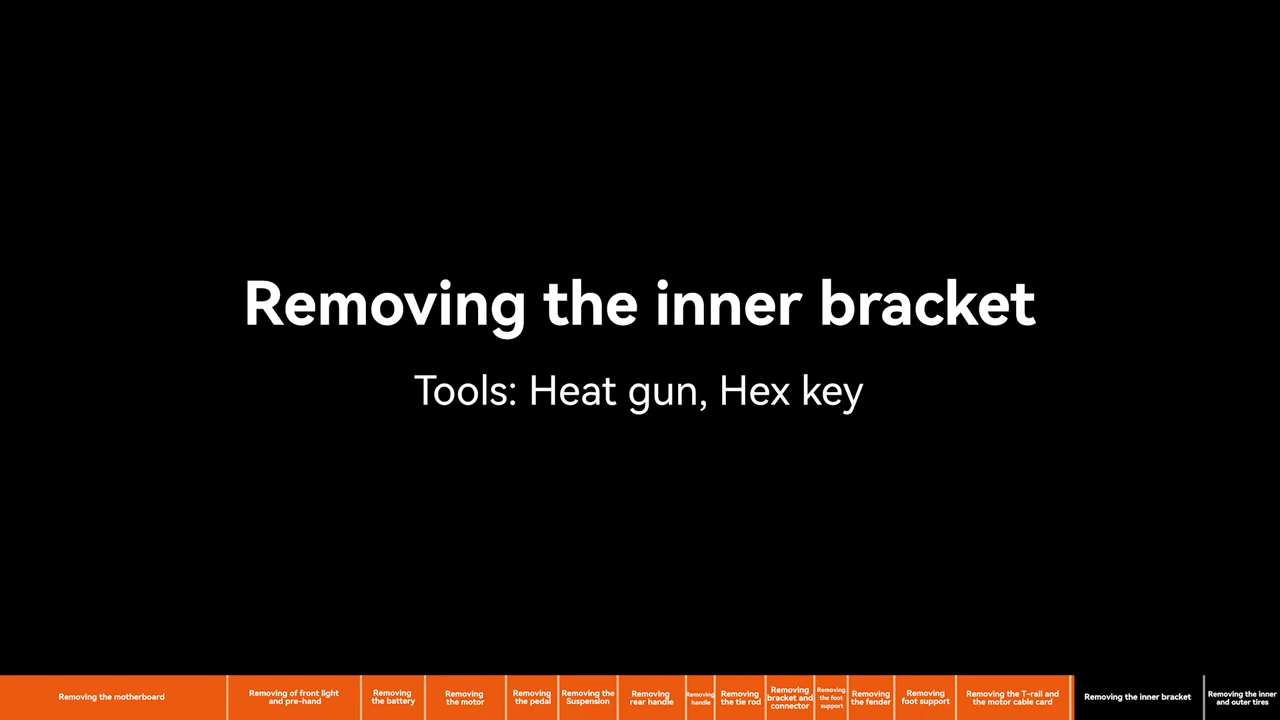 Removing the inner bracket
Tools: Heat gun, Hex key
Removing the motherboard
Removing of front light
and pre-hand
Removing
the battery
Removing
the motor
Removing
the pedal
Removing the
Suspension
Removing
rear handle
Removing
handle
Removing
the tie rod
Removing
bracket and
connector
Removing
the foot
support
Removing
the fender
Removing
foot support
Removing the T-rail and
the motor cable card
Removing the inner bracket
Removing the inner
and outer tires